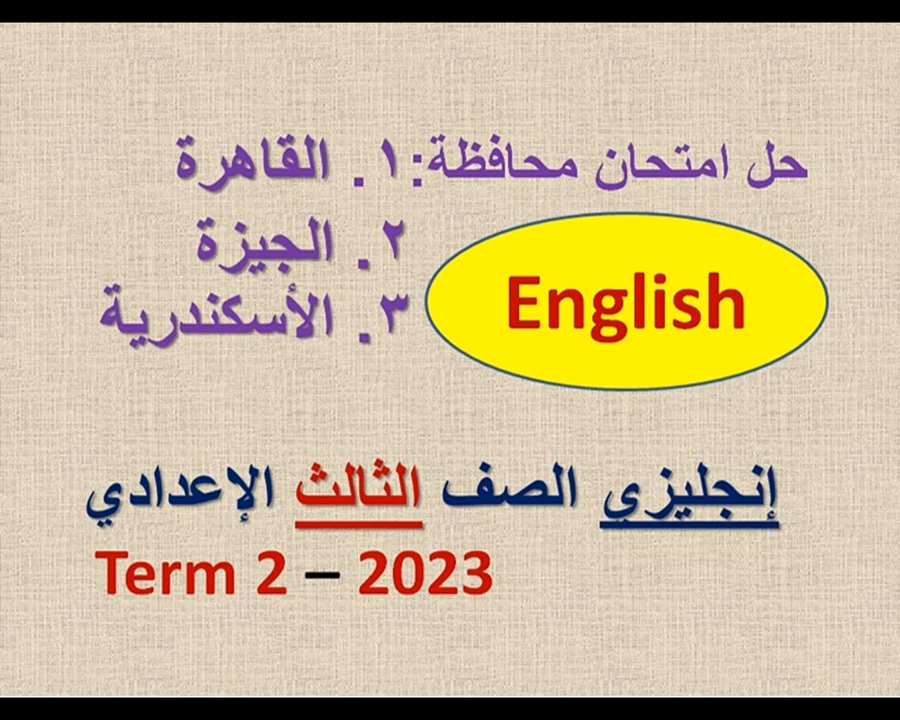 حل امتحان محافظة: ١. القاهرة
٢. الجيزة
٣. الأسكندرية
English
إنجليزي الصف الثالث الإعدادي
Term 2 – 2023